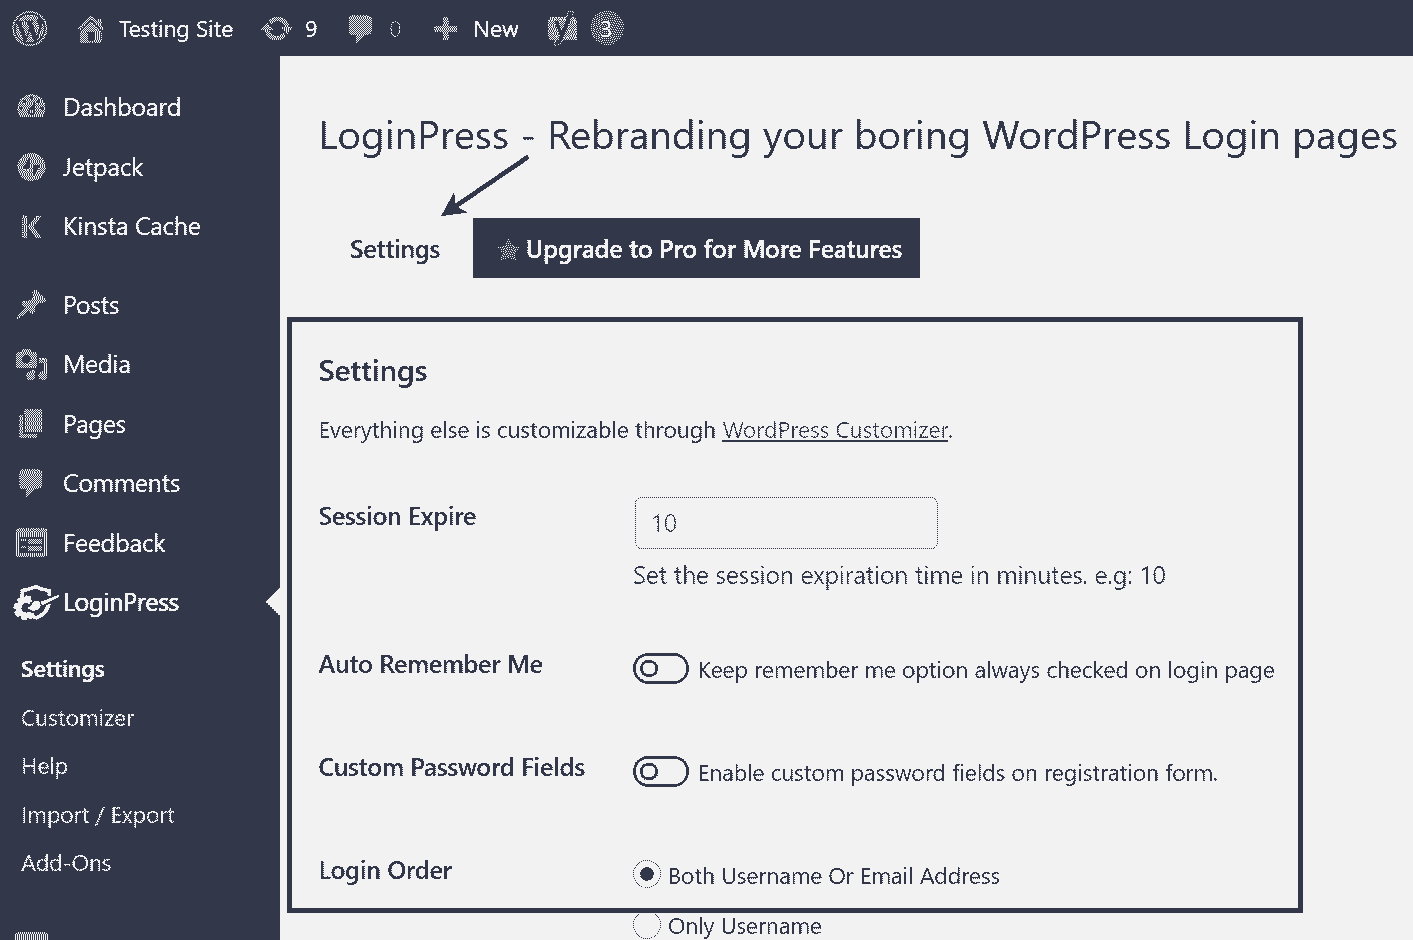 Testing Site 9 0 New 3
Dashboard
Jetpack
Kinsta Cache
Posts
Media
Pages
Comments
Feedback
LoginPress
Settings
Customizer
Help
Import / Export
Add-Ons
LoginPress - Rebranding your boring WordPress Login pages
Settings
Upgrade to Pro for More Features
Settings
Everything else is customizable through WordPress Customizer.
Session Expire
10
Set the session expiration time in minutes. e.g: 10
Auto Remember Me
Keep remember me option always checked on login page
Custom Password Fields
Enable custom password fields on registration form.
Login Order
Both Username Or Email Address
Only Username